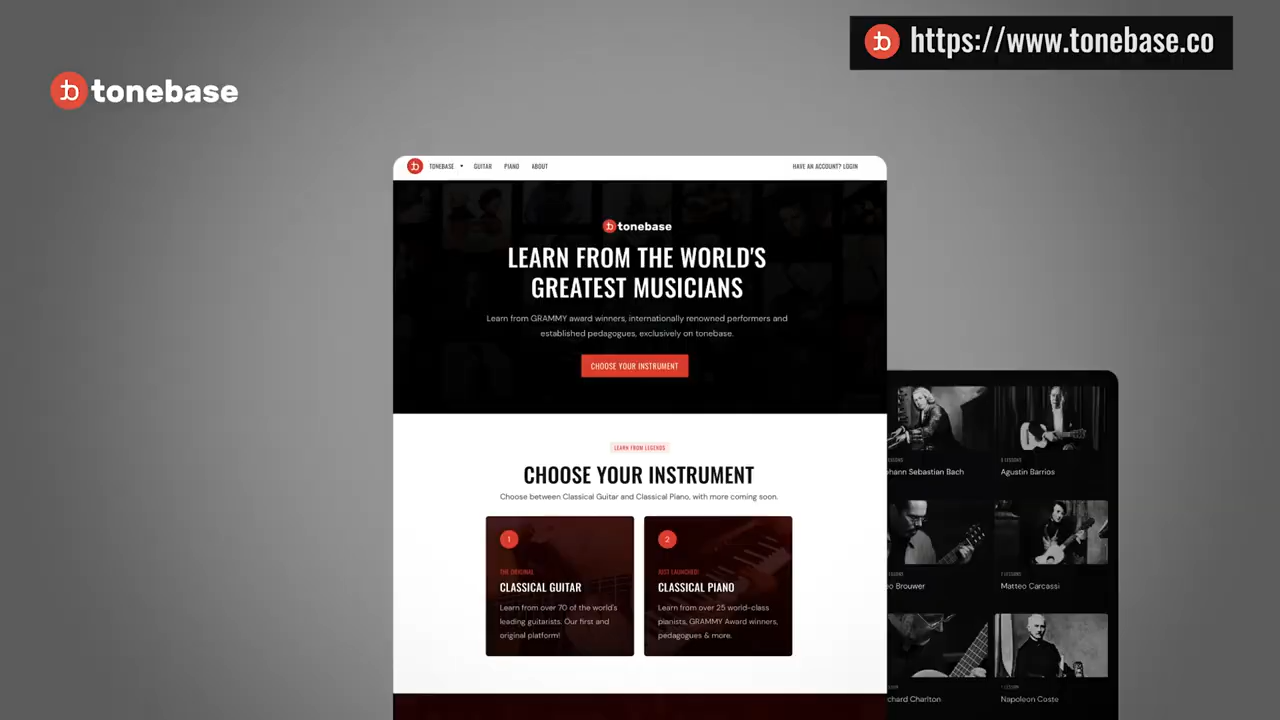 https://www.tonebase.co
tonebase
TONEBASE
GUITAR
PIANO
ABOUT
HAVE AN ACCOUNT? LOGIN
tonebase
LEARN FROM THE WORLD'S
GREATEST MUSICIANS
Learn from GRAMMY award winners, internationally renowned performers and
established pedagogues, exclusively on tonebase.
CHOOSE YOUR INSTRUMENT
LEARN FROM LEGENDS
CHOOSE YOUR INSTRUMENT
Choose between Classical Guitar and Classical Piano, with more coming soon.
1
THE ORIGINAL
CLASSICAL GUITAR
Learn from over 70 of the world's
leading guitarists. Our first and
original platform!
2
JUST LAUNCHED!
CLASSICAL PIANO
Learn from over 25 world-class
pianists, GRAMMY Award winners,
pedagogues & more.
Sebastian Bach
Agustin Barrios
Brouwer
Matteo Carcassi
Charlton
Napoleon Coste